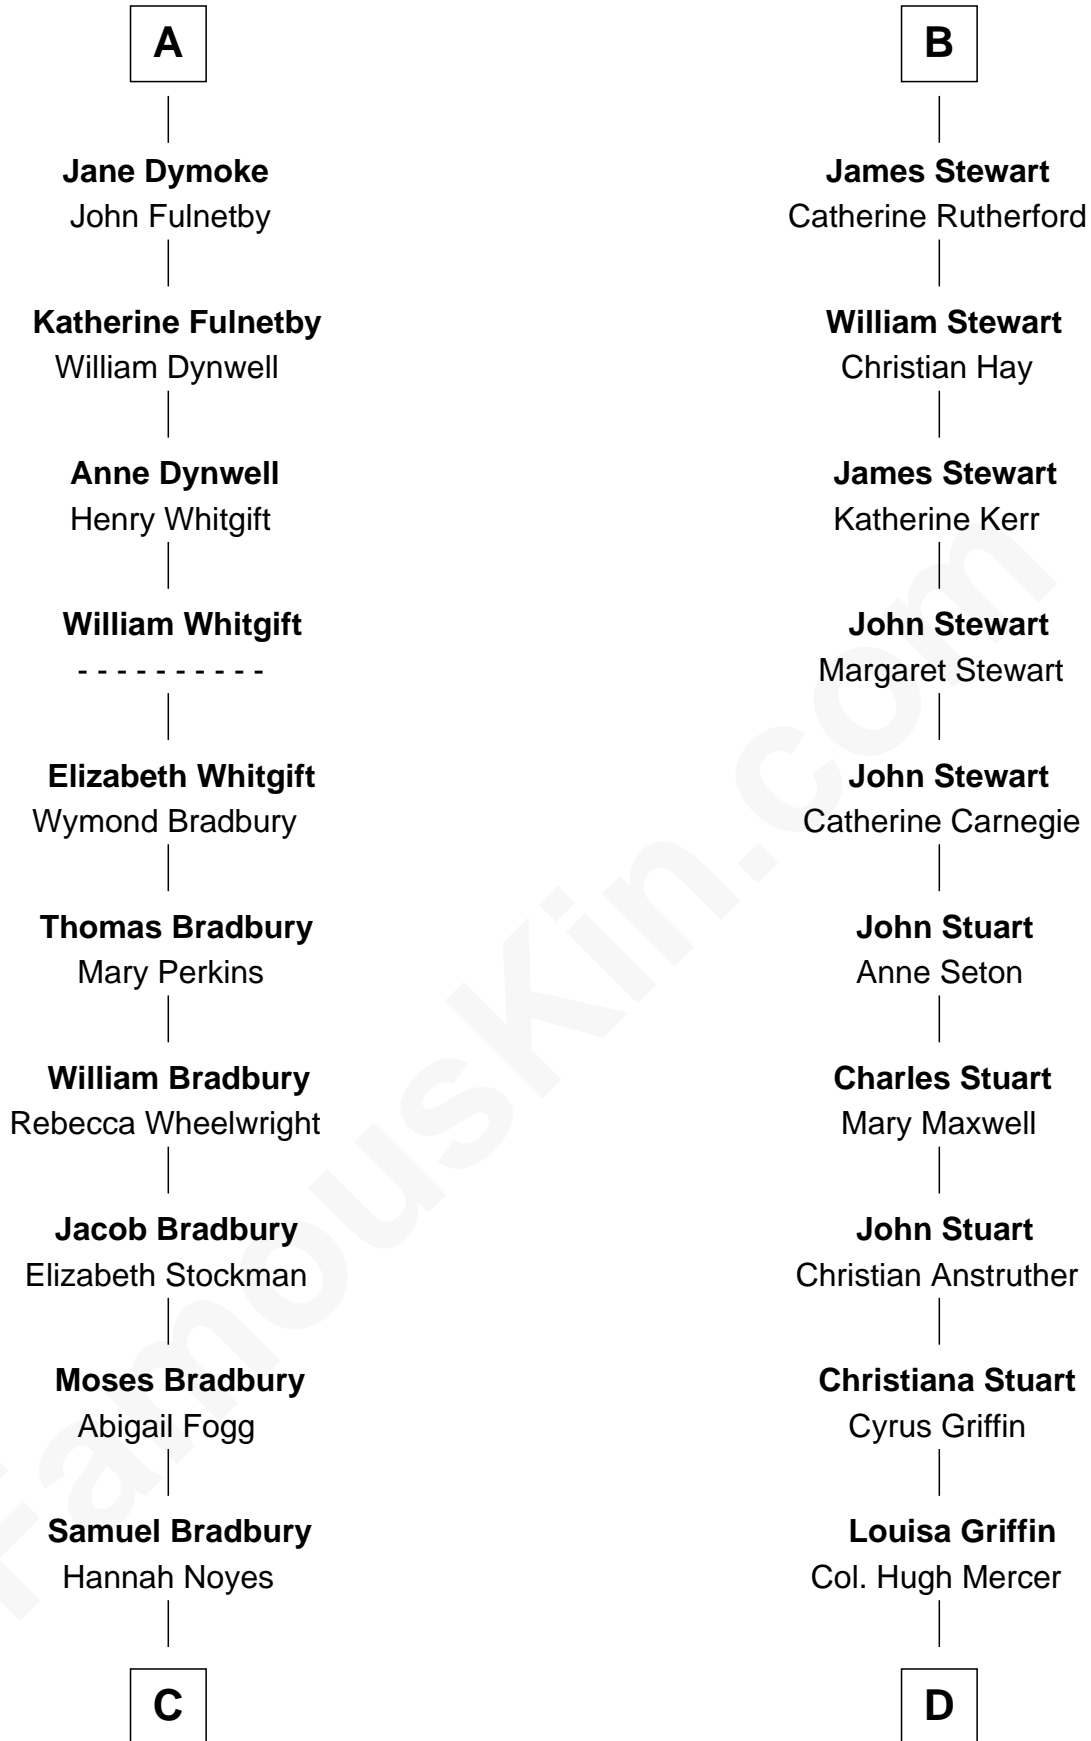 A
Jane Dymoke
John Fulnetby
Katherine Fulnetby
William Dynwell
Anne Dynwell
Henry Whitgift
William Whitgift
- - - - - - - - - -
Elizabeth Whitgift
Wymond Bradbury
Thomas Bradbury
Mary Perkins
William Bradbury
Rebecca Wheelwright
Jacob Bradbury
Elizabeth Stockman
Moses Bradbury
Abigail Fogg
Samuel Bradbury
Hannah Noyes
C
B
James Stewart
Catherine Rutherford
William Stewart
Christian Hay
James Stewart
Katherine Kerr
John Stewart
Margaret Stewart
John Stewart
Catherine Carnegie
John Stuart
Anne Seton
Charles Stuart
Mary Maxwell
John Stuart
Christian Anstruther
Christiana Stuart
Cyrus Griffin
Louisa Griffin
Col. Hugh Mercer
D
FamousKin.com